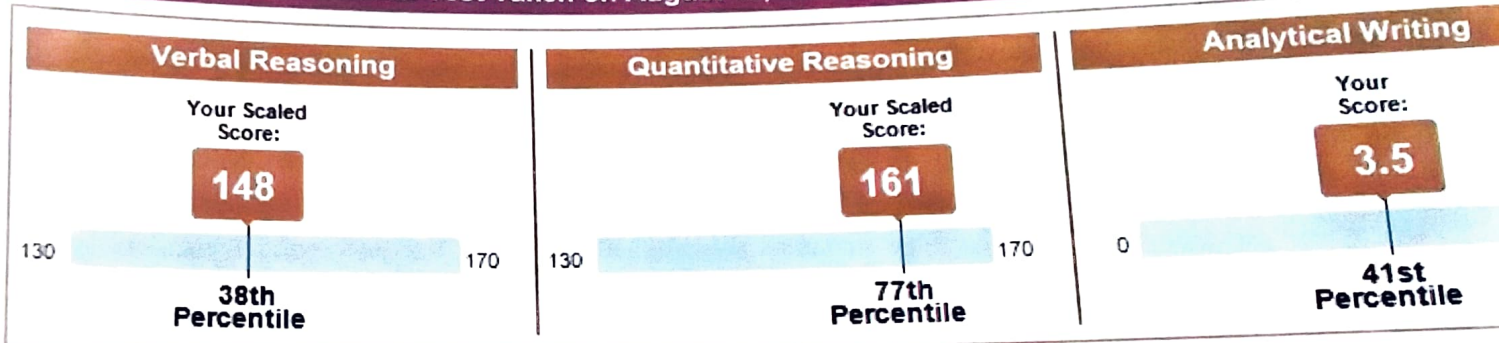 Verbal Reasoning
Your Scaled
Score:
148
130
170
38th
Percentile
Quantitative Reasoning
Your Scaled
Score:
161
130
170
77th
Percentile
Analytical Writing
Your
Score:
3.5
0
41st
Percentile